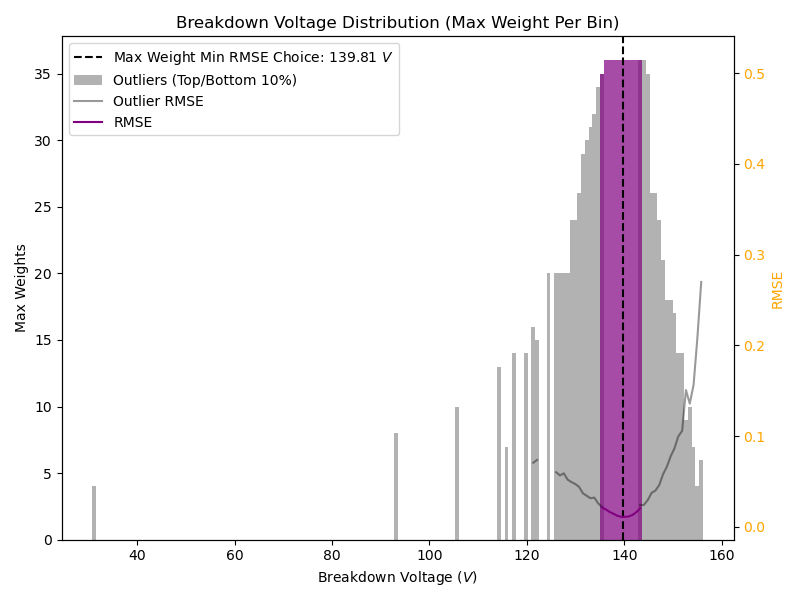 Breakdown Voltage Distribution (Max Weight Per Bin)
Max Weight Min RMSE Choice: 139.81 V
Outliers (Top/Bottom 10%)
Outlier RMSE
RMSE
Max Weights
35
30
25
20
15
10
5
0
0.5
0.4
0.3
0.2
0.1
0.0
RMSE
40 60 80 100 120 140 160
Breakdown Voltage (V)